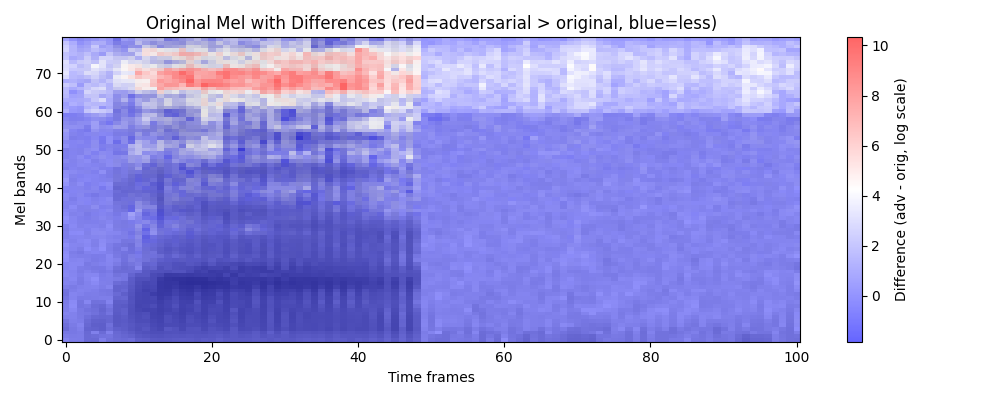 Original Mel with Differences (red=adversarial > original, blue=less)
Mel bands
70
60
50
40
30
20
10
0
0 20 40 60 80 100
Time frames
10
8
6
4
2
0
Difference (adv - orig, log scale)